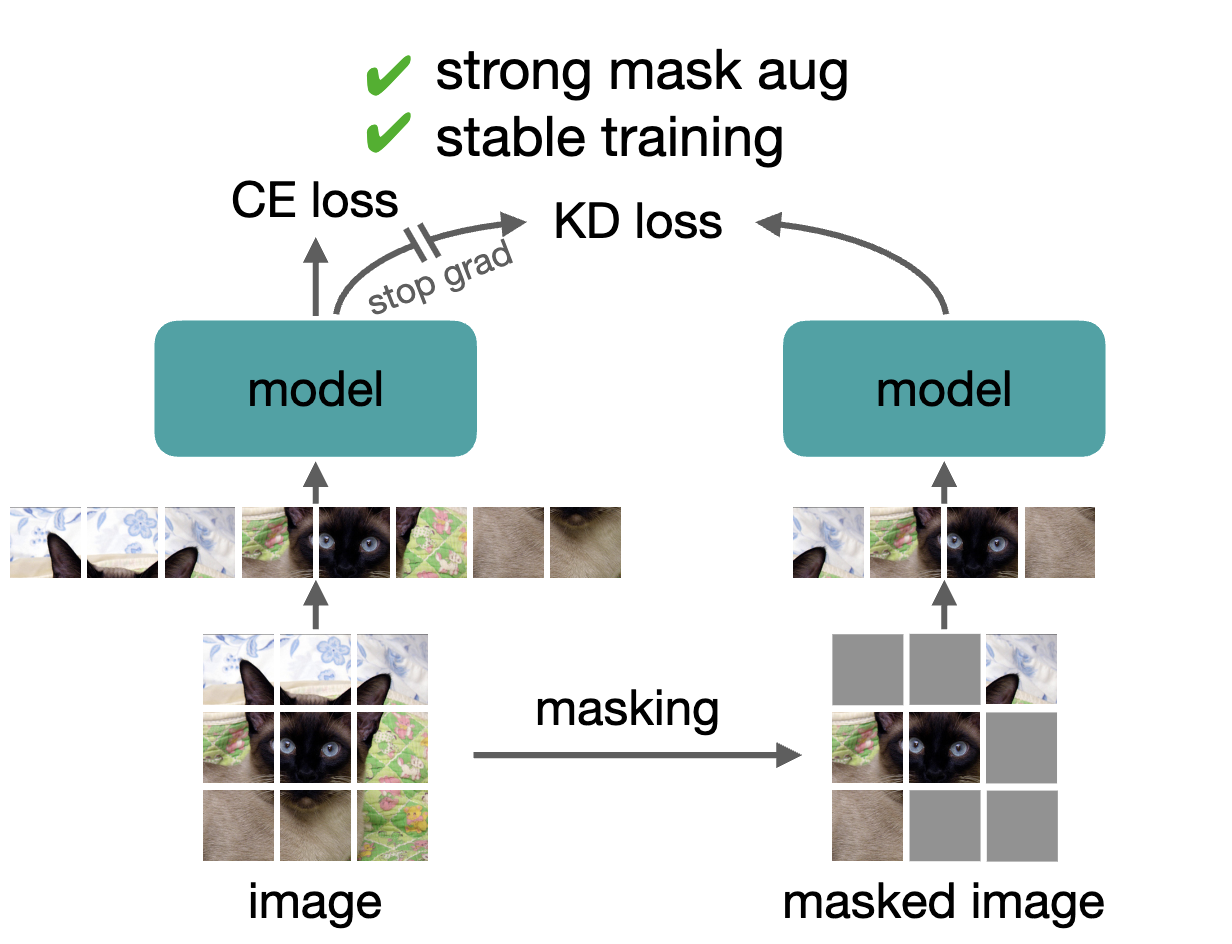 strong mask aug
stable training
CE loss
KD loss
stop grad
model
model
masking
image
masked image